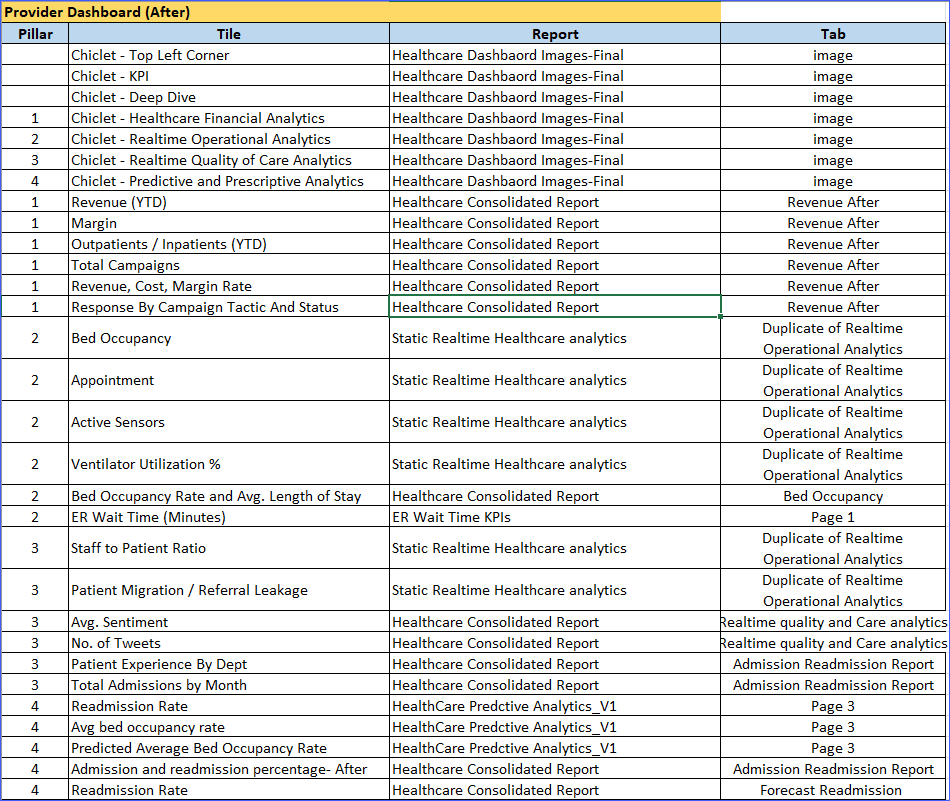 Provider Dashboard (After)
Pillar Tile Report Tab
Chiclet - Top Left Corner Healthcare Dashbaord Images-Final image
Chiclet - KPI Healthcare Dashbaord Images-Final image
Chiclet - Deep Dive Healthcare Dashbaord Images-Final image
1 Chiclet - Healthcare Financial Analytics Healthcare Dashbaord Images-Final image
2 Chiclet - Realtime Operational Analytics Healthcare Dashbaord Images-Final image
3 Chiclet - Realtime Quality of Care Analytics Healthcare Dashbaord Images-Final image
4 Chiclet - Predictive and Prescriptive Analytics Healthcare Dashbaord Images-Final image
1 Revenue (YTD) Healthcare Consolidated Report Revenue After
1 Margin Healthcare Consolidated Report Revenue After
1 Outpatients / Inpatients (YTD) Healthcare Consolidated Report Revenue After
1 Total Campaigns Healthcare Consolidated Report Revenue After
1 Revenue, Cost, Margin Rate Healthcare Consolidated Report Revenue After
1 Response By Campaign Tactic And Status Healthcare Consolidated Report Revenue After
2 Bed Occupancy Static Realtime Healthcare analytics Duplicate of Realtime
Operational Analytics
2 Appointment Static Realtime Healthcare analytics Duplicate of Realtime
Operational Analytics
2 Active Sensors Static Realtime Healthcare analytics Duplicate of Realtime
Operational Analytics
2 Ventilator Utilization % Static Realtime Healthcare analytics Duplicate of Realtime
Operational Analytics
2 Bed Occupancy Rate and Avg. Length of Stay Healthcare Consolidated Report Bed Occupancy
2 ER Wait Time (Minutes) ER Wait Time KPIs Page 1
3 Staff to Patient Ratio Static Realtime Healthcare analytics Duplicate of Realtime
Operational Analytics
3 Patient Migration / Referral Leakage Static Realtime Healthcare analytics Duplicate of Realtime
Operational Analytics
3 Avg. Sentiment Healthcare Consolidated Report Realtime quality and Care analytics
3 No. of Tweets Healthcare Consolidated Report Realtime quality and Care analytics
3 Patient Experience By Dept Healthcare Consolidated Report Admission Readmission Report
3 Total Admissions by Month Healthcare Consolidated Report Admission Readmission Report
4 Readmission Rate HealthCare Predctive Analytics_V1 Page 3
4 Avg bed occupancy rate HealthCare Predctive Analytics_V1 Page 3
4 Predicted Average Bed Occupancy Rate HealthCare Predctive Analytics_V1 Page 3
4 Admission and readmission percentage- After Healthcare Consolidated Report Admission Readmission Report
4 Readmission Rate Healthcare Consolidated Report Forecast Readmission